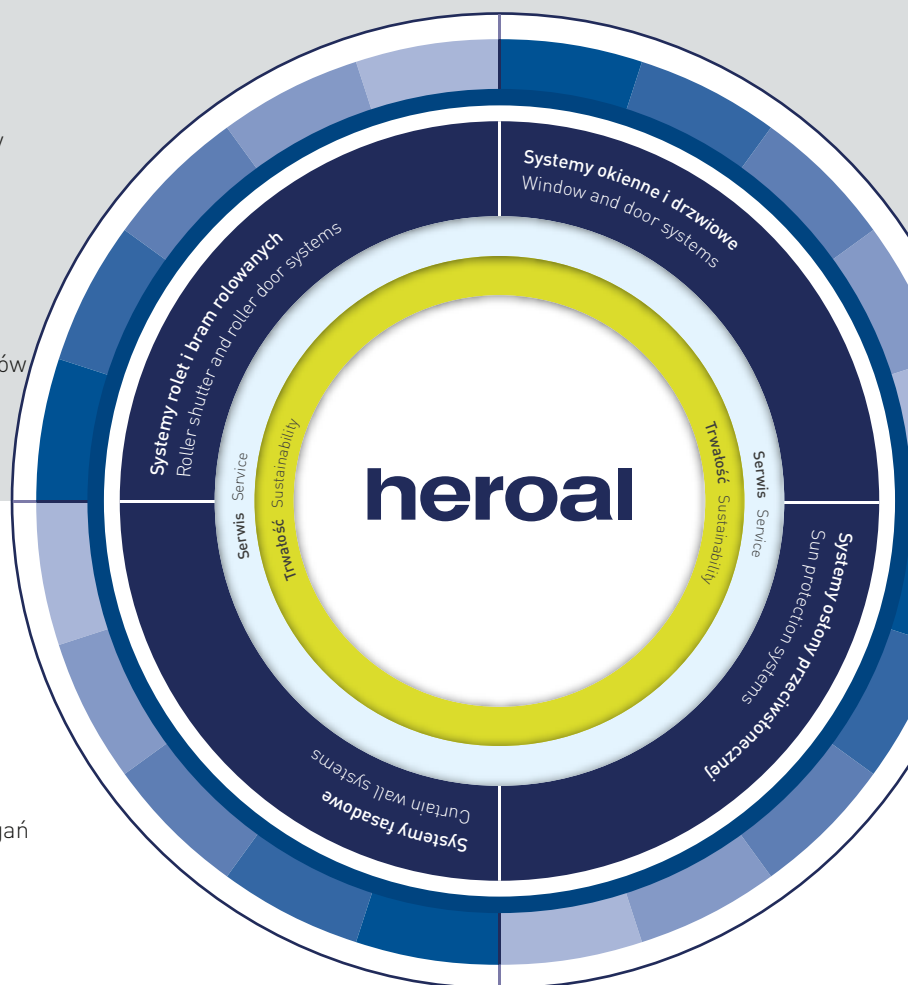 Systemy okienne i drzwiowe
Window and door systems
Systemy rolet i bram rolowanych
Roller shutter and roller door systems
Serwis Service
Trwałość Sustainability
heroal
Trwałość Sustainability
Serwis Service
Systemy osłony przeciwsłonecznej
Sun protection systems
Curtain wall systems
Systemy fasadowe